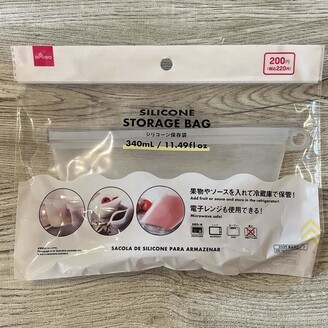 DAISO
200円
(税込220円)
SILICONE
STORAGE BAG
シリコーン保存袋
340mL / 11.49fl oz
果物やソースを入れて冷蔵庫で保管!
Add fruit or sauce and store in the refrigerator!
電子レンジも使用できる!
Microwave safe!
SACOLA DE SILICONE PARA ARMAZENAR